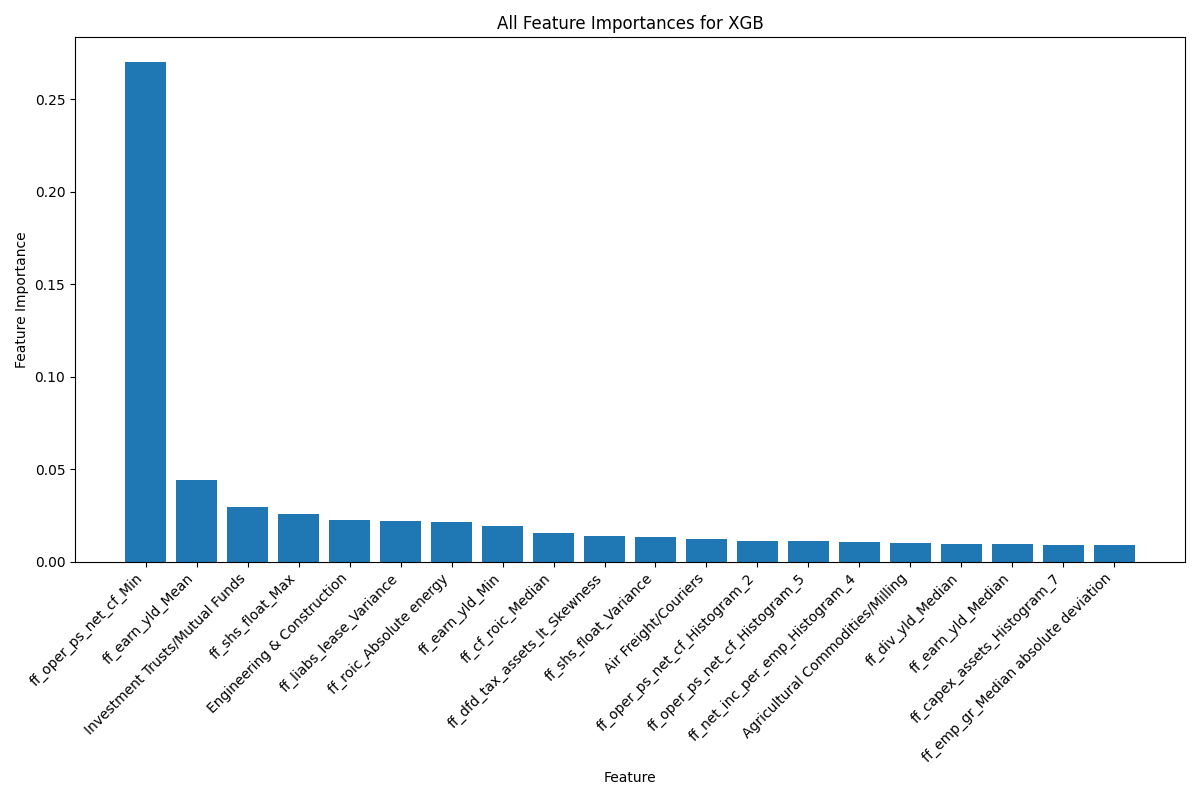 All Feature Importances for XGB
Feature Importance
0.25
0.20
0.15
0.10
0.05
0.00
ff_oper_ps_net_cf_Min
ff_earn_yld_Mean
Investment Trusts/Mutual Funds
ff_shs_float_Max
Engineering & Construction
ff_liabs_lease_Variance
ff_roic_Absolute energy
ff_earn_yld_Min
ff_cf_roic_Median
ff_dfd_tax_assets_lt_Skewness
ff_shs_float_Variance
Air Freight/Couriers
ff_oper_ps_net_cf_Histogram_2
ff_oper_ps_net_cf_Histogram_5
ff_net_inc_per_emp_Histogram_4
Agricultural Commodities/Milling
ff_div_yld_Median
ff_earn_yld_Median
ff_capex_assets_Histogram_7
ff_emp_gr_Median absolute deviation
Feature